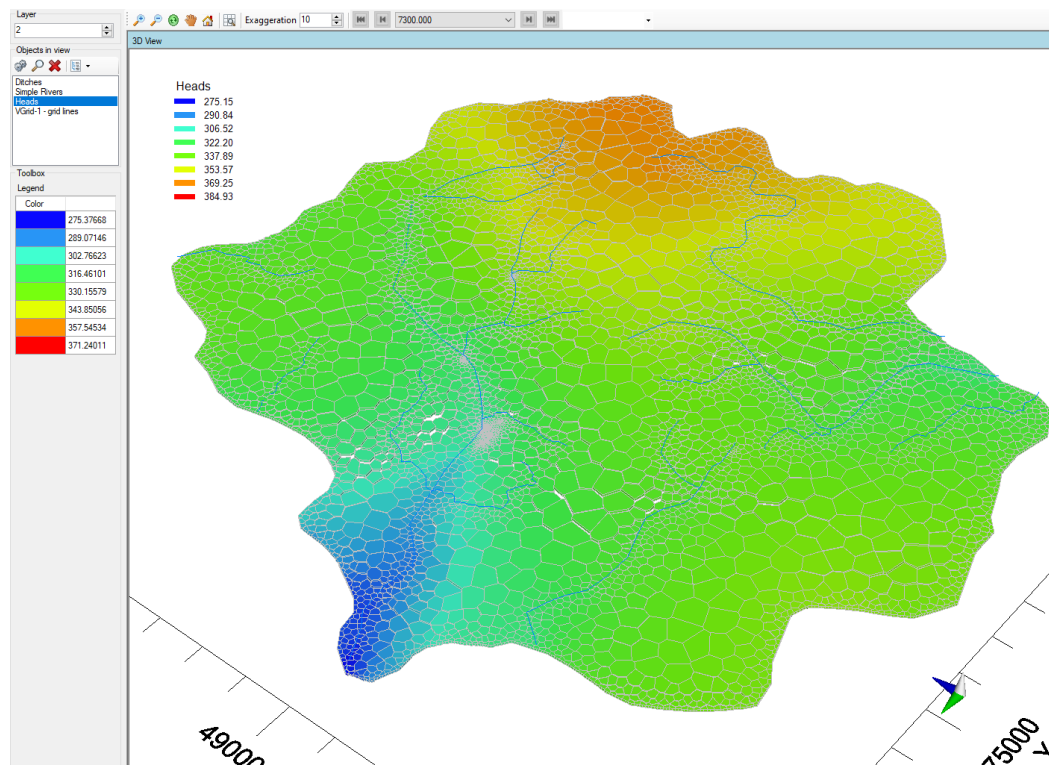 Layer
2
Objects in view
Ditches
Simple Rivers
Heads
VGrid-1 - grid lines
Toolbox
Legend
Color
275.37668
289.07146
302.76623
316.46101
330.15579
343.85056
357.54534
371.24011
Exaggeration 10
7300.000
3D View
Heads
275.15
290.84
306.52
322.20
337.89
353.57
369.25
384.93